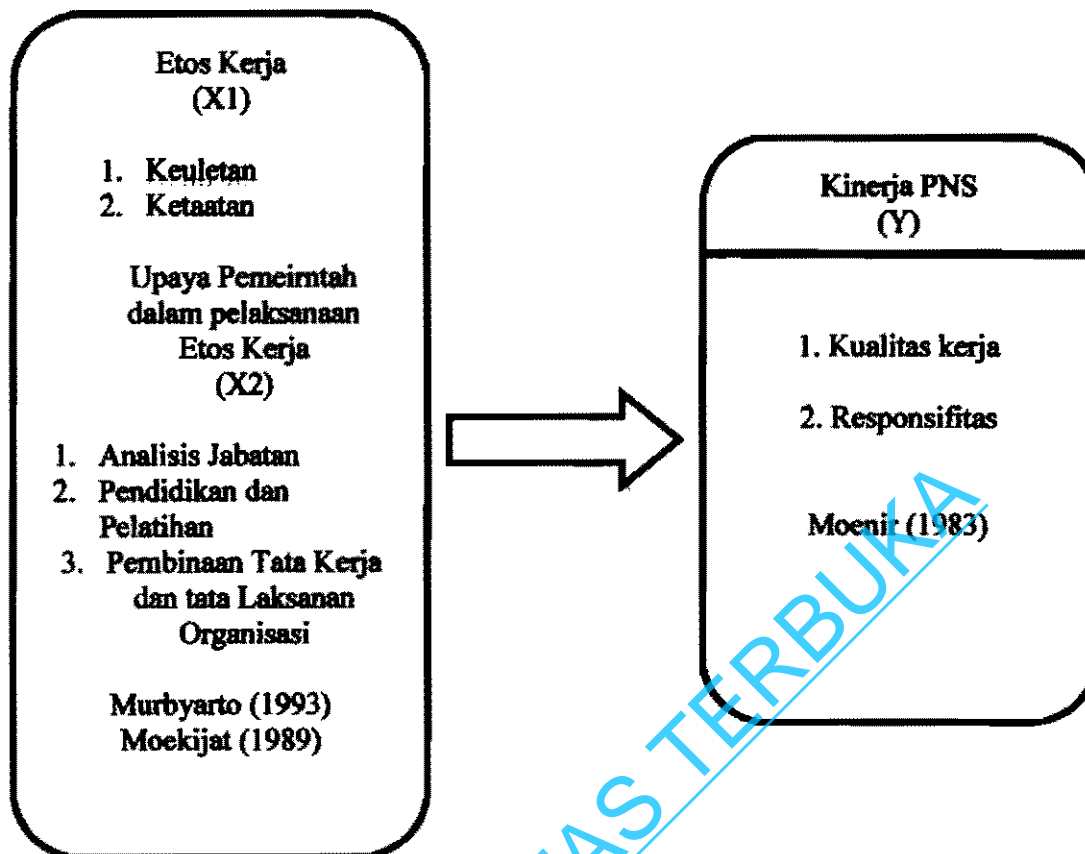 Etos Kerja
(X1)
1. Keuletan
2. Ketaatan
Upaya Pemeirntah
dalam pelaksanaan
Etos Kerja
(X2)
1. Analisis Jabatan
2. Pendidikan dan
Pelatihan
3. Pembinaan Tata Kerja
dan tata Laksanan
Organisasi
Murbyarto (1993)
Moekijat (1989)
Kinerja PNS
(Y)
1. Kualitas kerja
2. Responsifitas
Moenir (1983)
TAS TERBUKA